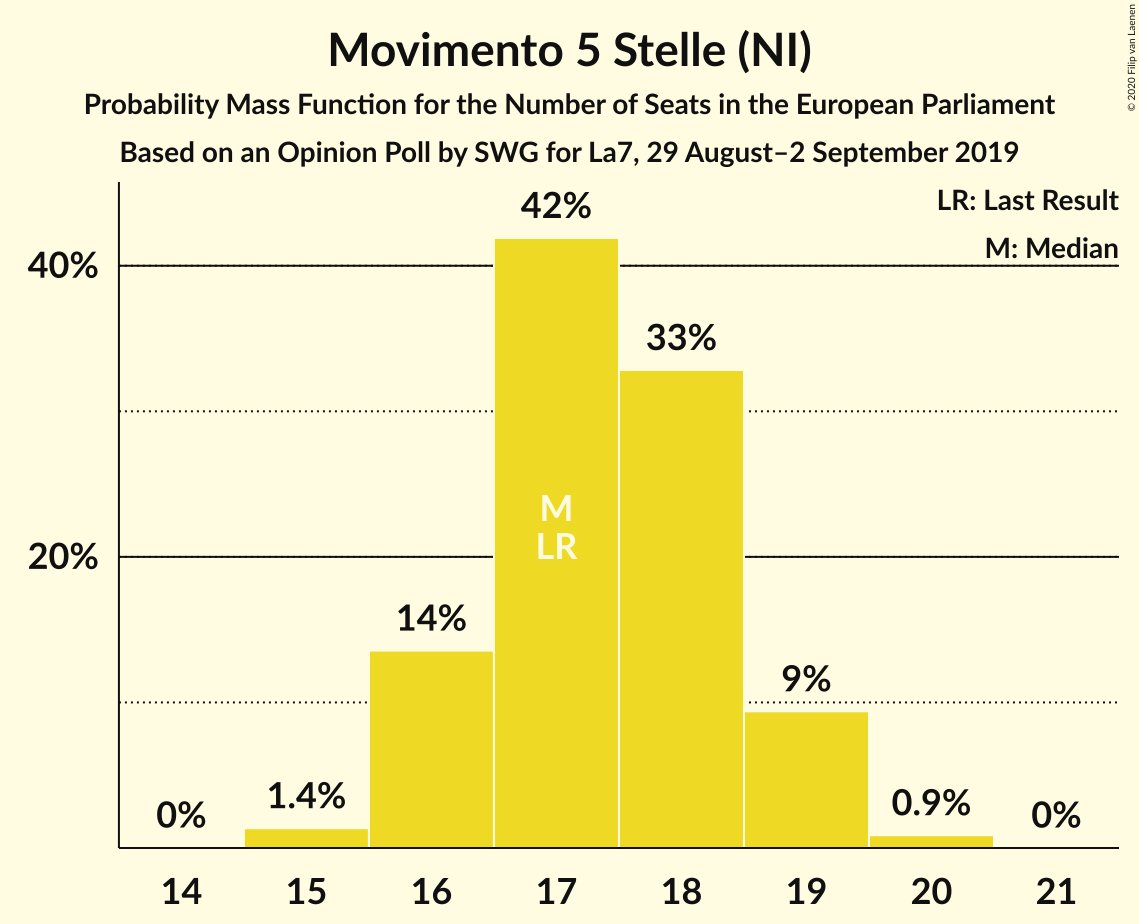 Movimento 5 Stelle (NI)
Probability Mass Function for the Number of Seats in the European Parliament
Based on an Opinion Poll by SWG for La7, 29 August–2 September 2019
© 2020 Filip van Laenen
LR: Last Result
M: Median
40%
20%
0%
1.4%
14%
42%
33%
9%
0.9%
0%
M
LR
14 15 16 17 18 19 20 21